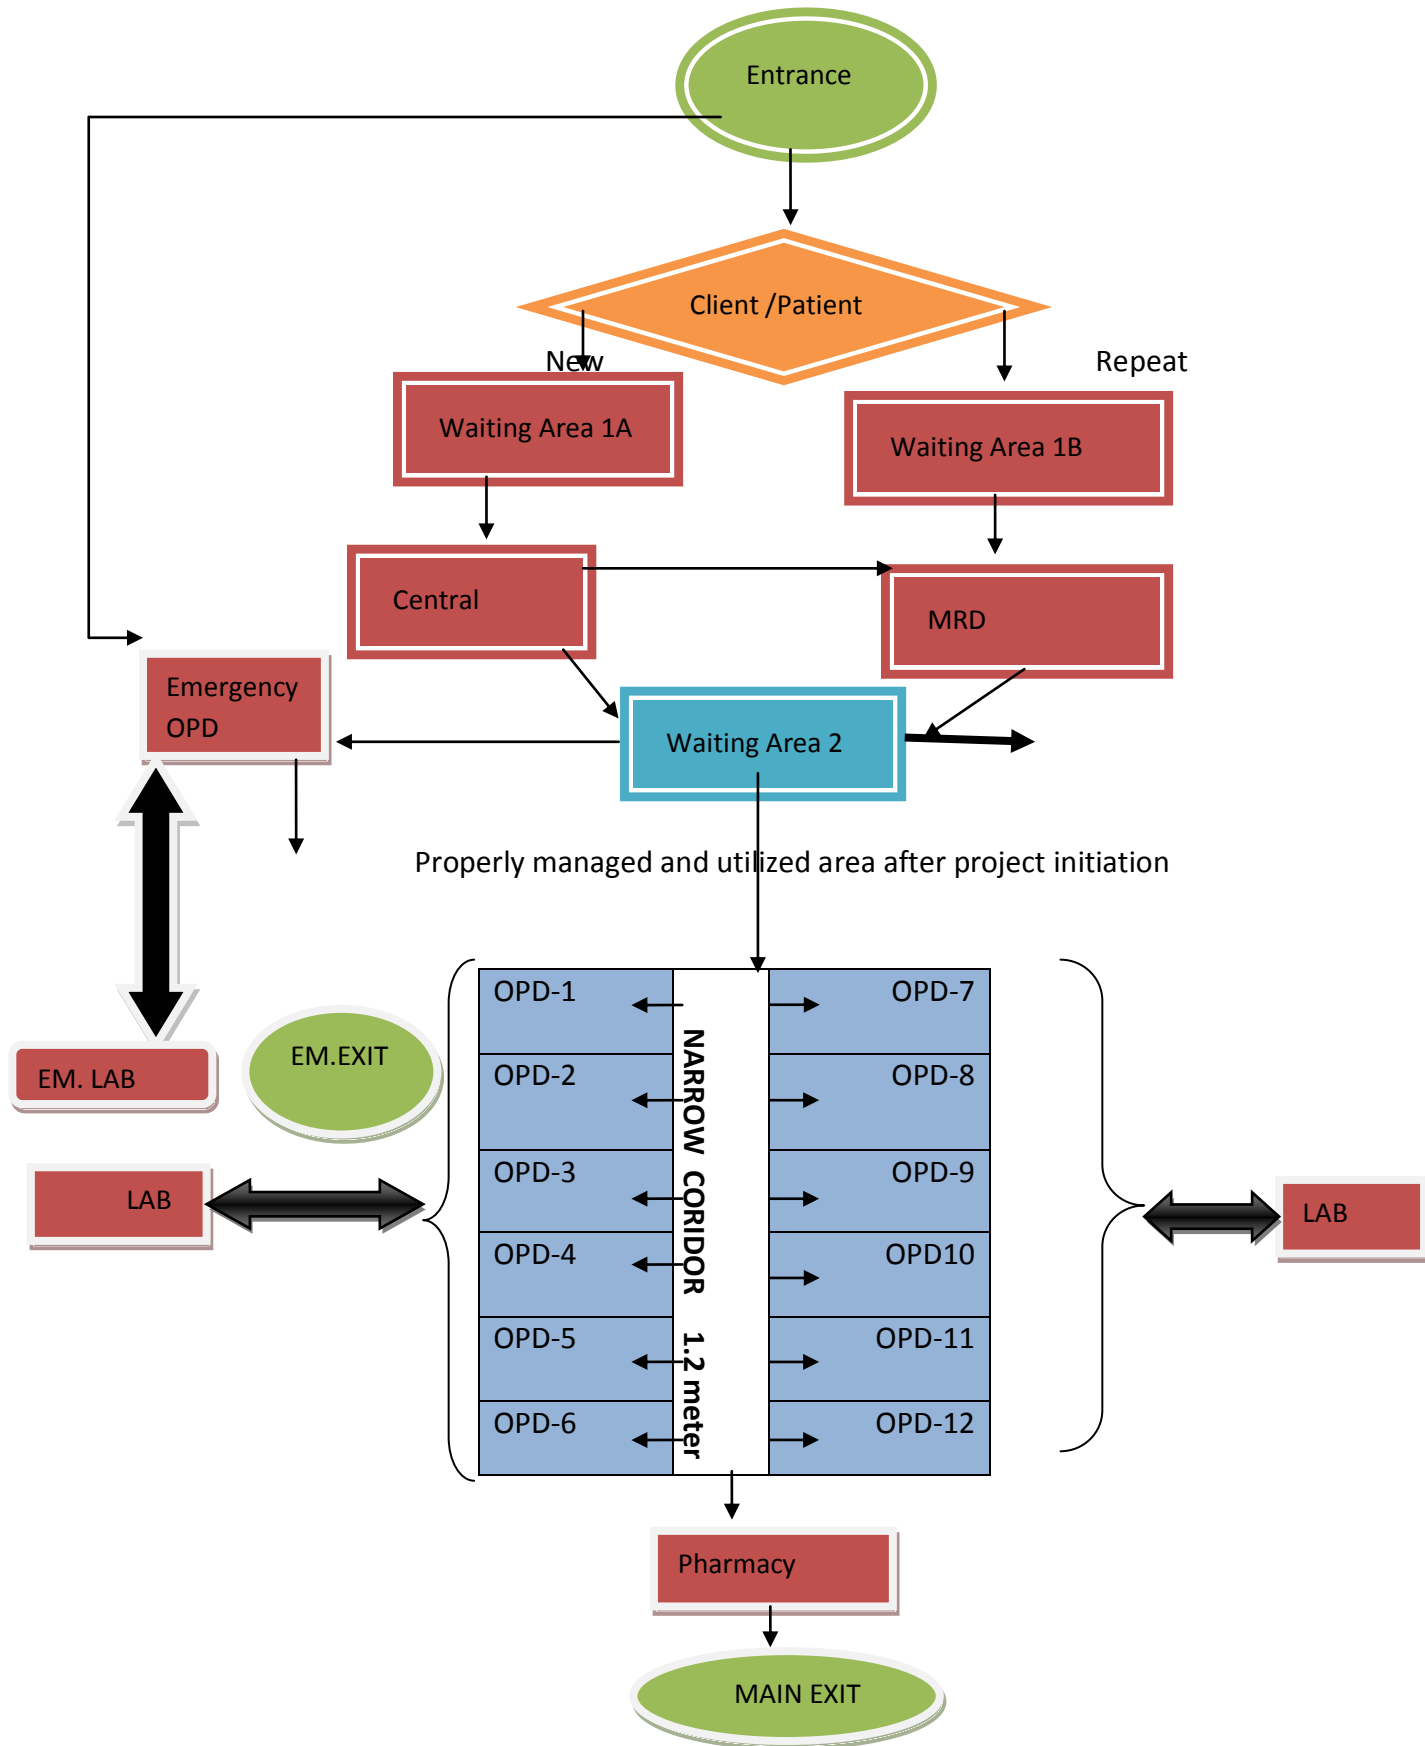 Entrance
Client /Patient
New
Repeat
Waiting Area 1A
Waiting Area 1B
Central
MRD
Emergency
OPD
Waiting Area 2
Properly managed and utilized area after project initiation
OPD-1
OPD-7
EM.EXIT
EM. LAB
OPD-2
OPD-8
OPD-3
OPD-9
LAB
LAB
OPD-4
OPD10
OPD-5
OPD-11
OPD-6
OPD-12
NARROW CORIDOR 1.2 meter
Pharmacy
MAIN EXIT